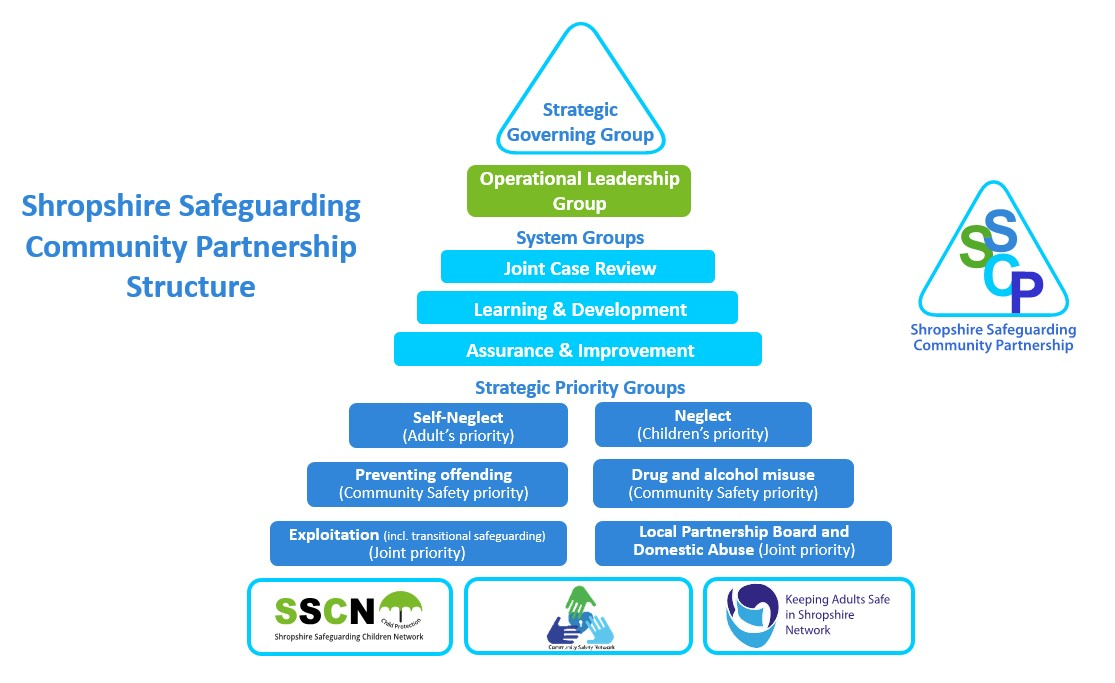 Shropshire Safeguarding
Community Partnership
Structure
Strategic
Governing Group
Operational Leadership
Group
System Groups
Joint Case Review
Learning & Development
Assurance & Improvement
Strategic Priority Groups
Self-Neglect
(Adult's priority)
Neglect
(Children's priority)
Preventing offending
(Community Safety priority)
Drug and alcohol misuse
(Community Safety priority)
Exploitation (incl. transitional safeguarding)
(Joint priority)
Local Partnership Board and
Domestic Abuse (Joint priority)
SSCN
Child Protection
Shropshire Safeguarding Children Network
Community Safety Network
Keeping Adults Safe
in Shropshire
Network
SSCP
Shropshire Safeguarding
Community Partnership